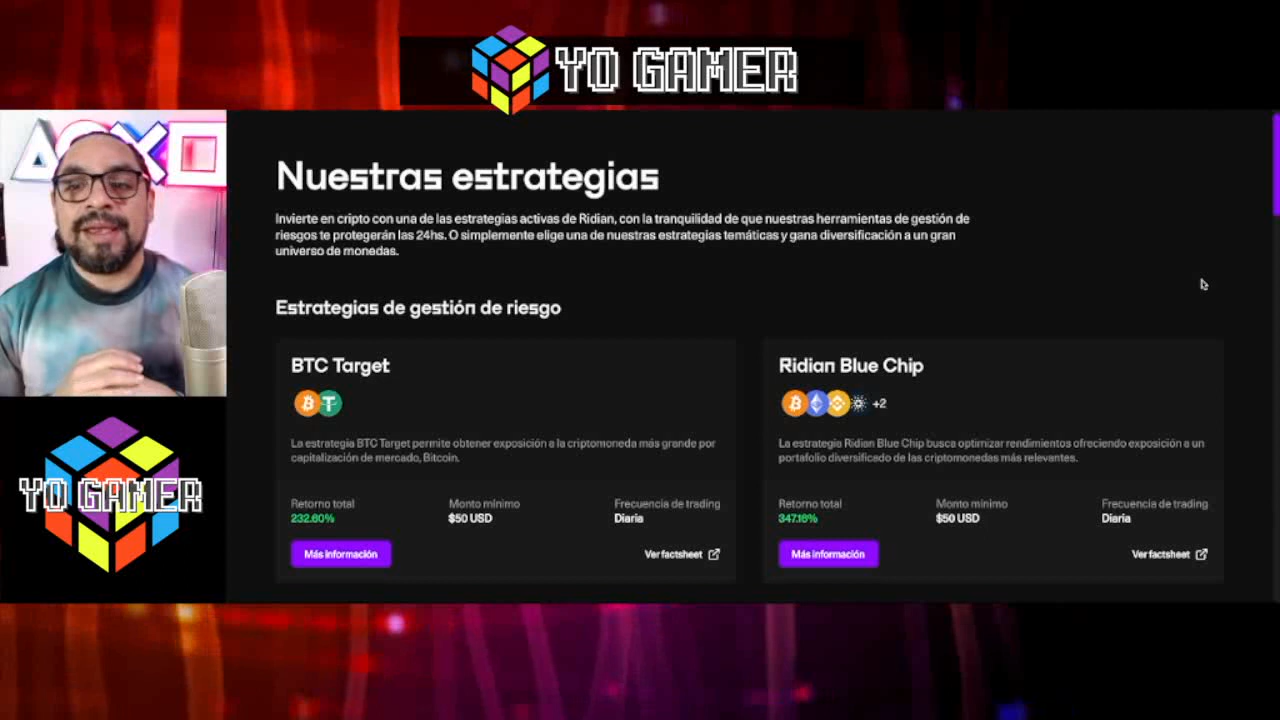 YO GAMER
Nuestras estrategias
Invierte en cripto con una de las estrategias activas de Ridian, con la tranquilidad de que nuestras herramientas de gestión de
riesgos te protegerán las 24hs. O simplemente elige una de nuestras estrategias temáticas y gana diversificación a un gran
universo de monedas.
Estrategias de gestión de riesgo
BTC Target
La estrategia BTC Target permite obtener exposición a la criptomoneda más grande por
capitalización de mercado, Bitcoin.
Retorno total Monto mínimo Frecuencia de trading
232.60% $50 USD Diaria
Más información Ver factsheet
Ridian Blue Chip
+2
La estrategia Ridian Blue Chip busca optimizar rendimientos ofreciendo exposición a un
portafolio diversificado de las criptomonedas más relevantes.
Retorno total Monto mínimo Frecuencia de trading
347.16% $50 USD Diaria
Más información Ver factsheet
YO GAMER